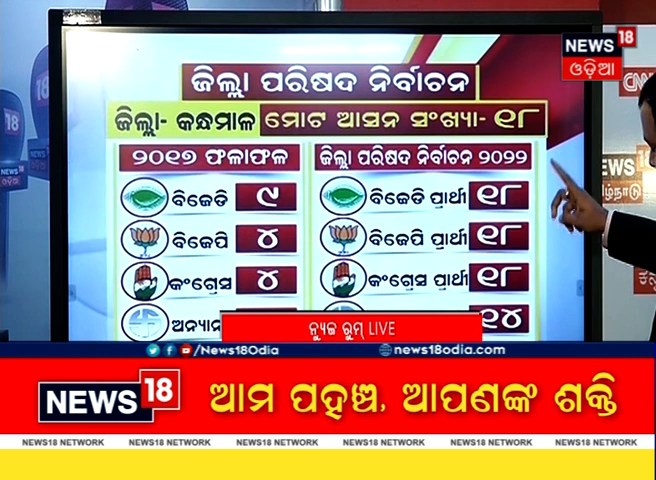 NEWS 18
ଓଡ଼ିଆ
ଜିଲ୍ଲା ପରିଷଦ ନିର୍ବାଚନ
ଜିଲ୍ଲା- କନ୍ଧମାଳ ମୋଟ ଆସନ ସଂଖ୍ୟା- ୧୮
୨୦୧୭ ଫଳାଫଳ
ବିଜେଡି ୯
ବିଜେପି ୪
କଂଗ୍ରେସ ୪
ଜିଲ୍ଲା ପରିଷଦ ନିର୍ବାଚନ ୨୦୨୨
ବିଜେଡି ପ୍ରାର୍ଥୀ ୧୮
ବିଜେପି ପ୍ରାର୍ଥୀ ୧୮
କଂଗ୍ରେସ ପ୍ରାର୍ଥୀ ୧୮
୧୪
ନ୍ୟୁଜ ରୁମ୍ LIVE
/News18Odia news18odia.com
NEWS 18 ଆମ ପହଞ୍ଚ, ଆପଣଙ୍କ ଶକ୍ତି
NEWS18 NETWORK NEWS18 NETWORK NEWS18 NETWORK NEWS18 NETWORK NEWS18 NETWORK NEWS18 NETWORK